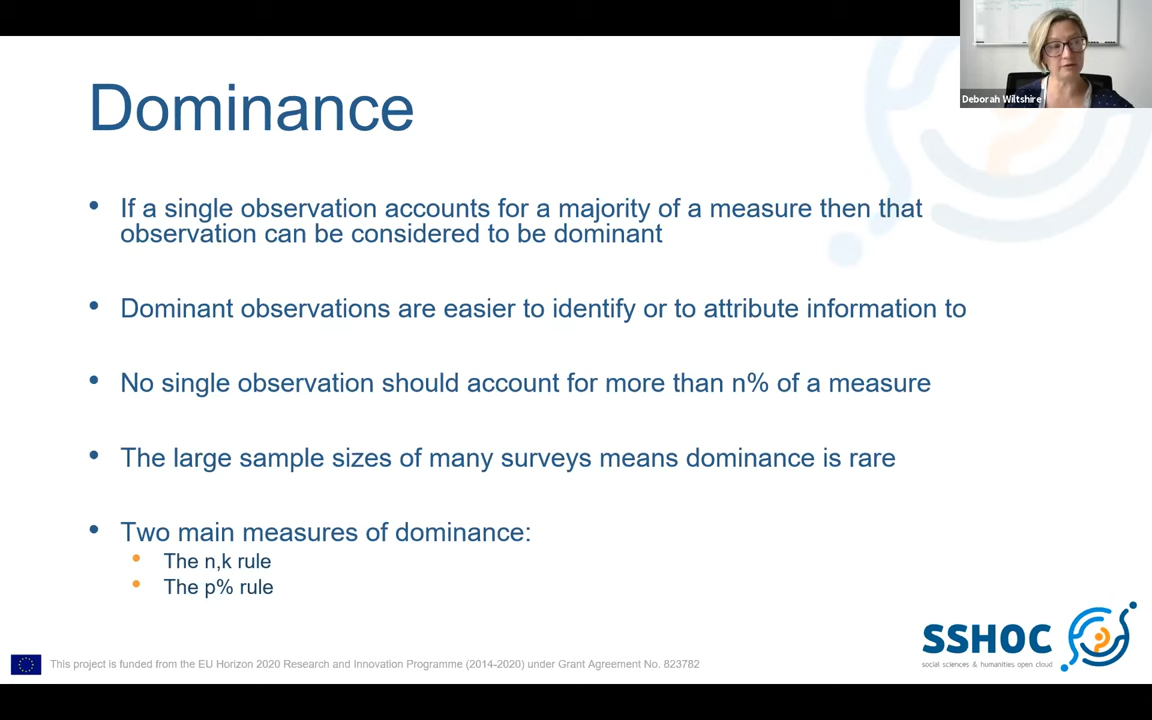 Deborah Wiltshire
Dominance
• If a single observation accounts for a majority of a measure then that
observation can be considered to be dominant
• Dominant observations are easier to identify or to attribute information to
• No single observation should account for more than n% of a measure
• The large sample sizes of many surveys means dominance is rare
• Two main measures of dominance:
• The n,k rule
• The p% rule
SSHOC
social sciences & humanities open cloud
This project is funded from the EU Horizon 2020 Research and Innovation Programme (2014-2020) under Grant Agreement No. 823782